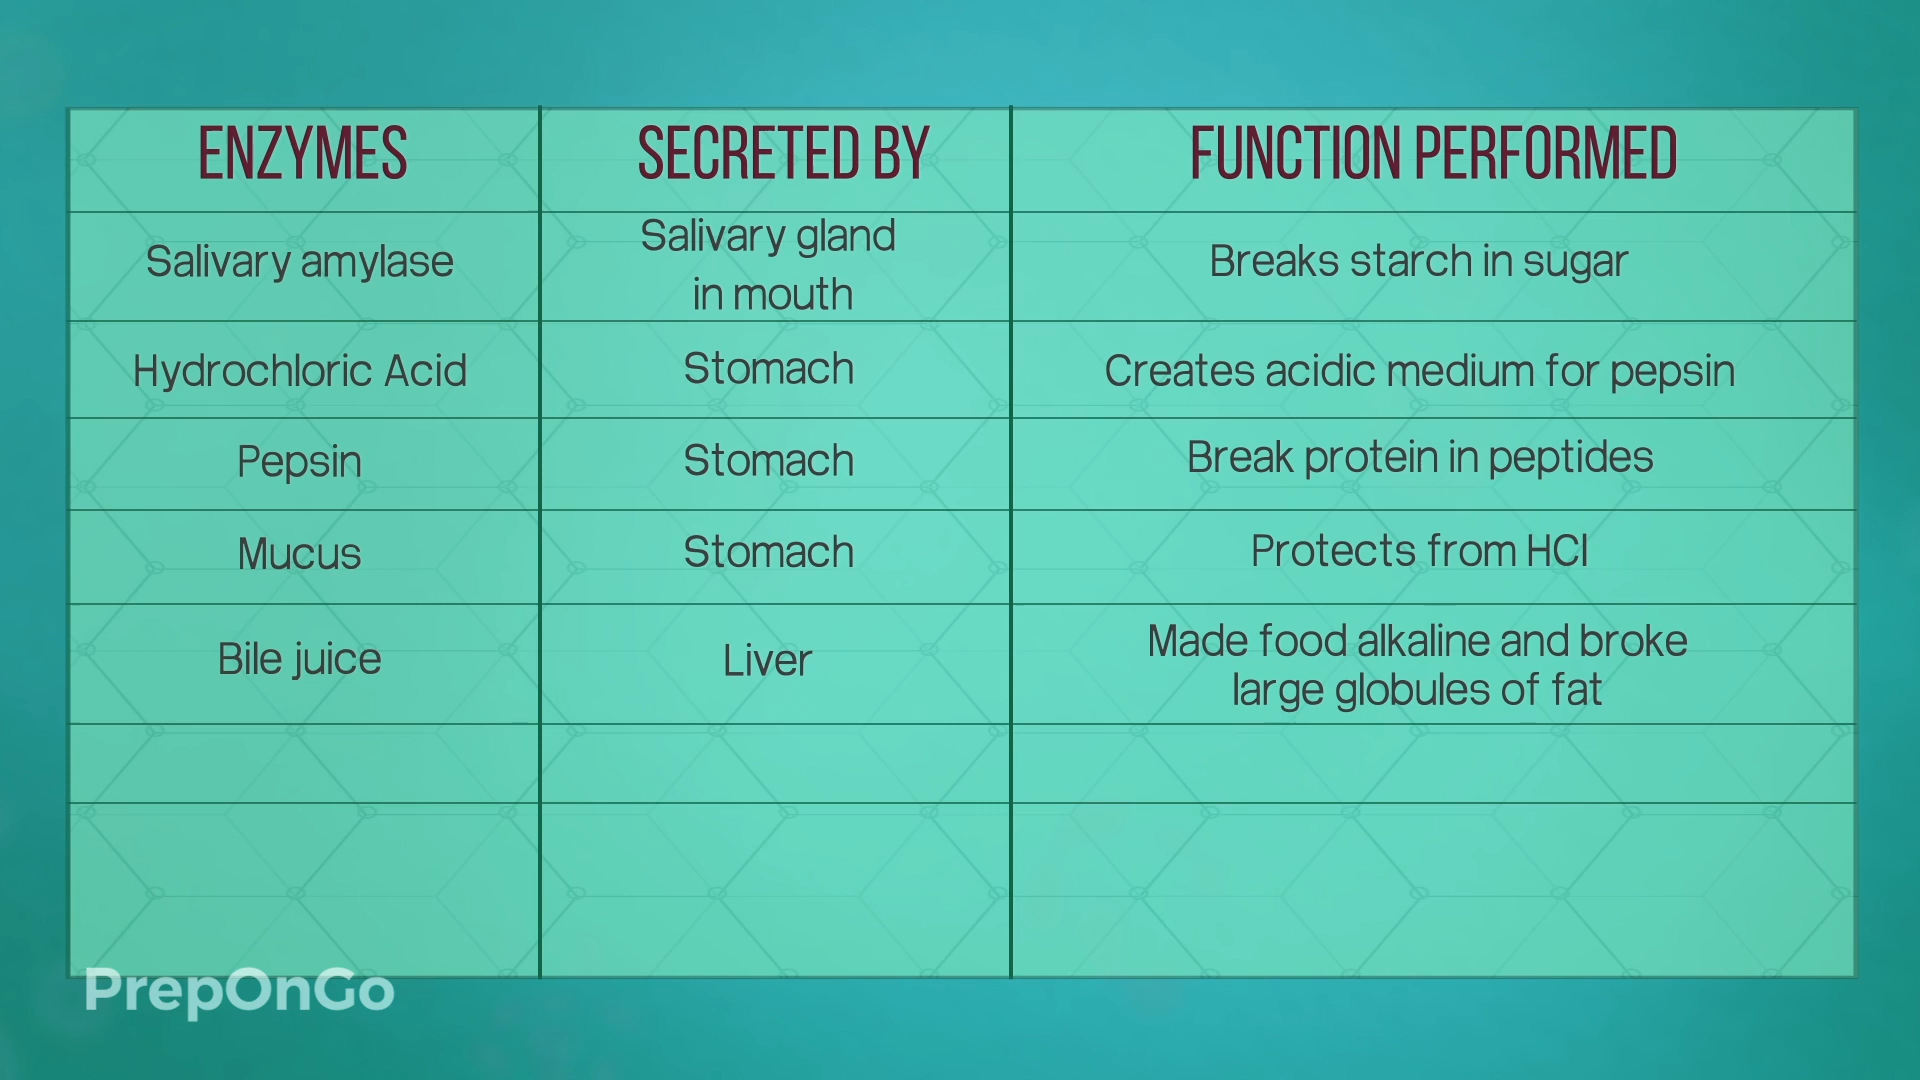 ENZYMES SECRETED BY FUNCTION PERFORMED
Salivary amylase
Salivary gland
in mouth
Breaks starch in sugar
Hydrochloric Acid Stomach Creates acidic medium for pepsin
Pepsin Stomach Break protein in peptides
Mucus Stomach Protects from HCl
Bile juice Liver
Made food alkaline and broke
large globules of fat
PrepOnGo